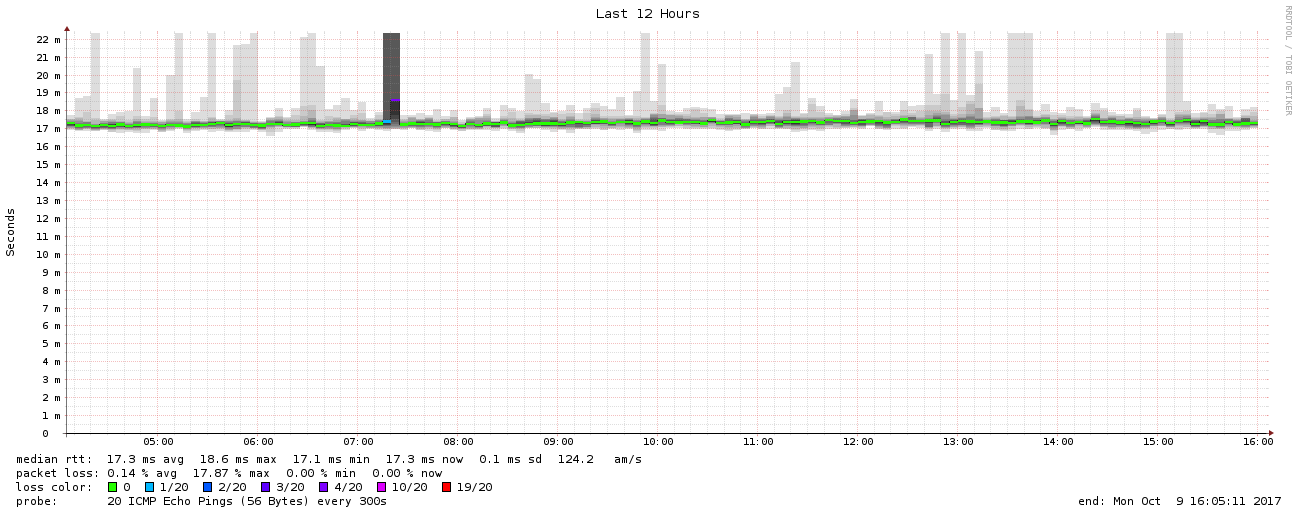 Last 12 Hours
RRDTOOL / TOBI OETIKER
Seconds
22 m
21 m
20 m
19 m
18 m
17 m
16 m
15 m
14 m
13 m
12 m
11 m
10 m
9 m
8 m
7 m
6 m
5 m
4 m
3 m
2 m
1 m
0
05:00 06:00 07:00 08:00 09:00 10:00 11:00 12:00 13:00 14:00 15:00 16:00
median rtt: 17.3 ms avg 18.6 ms max 17.1 ms min 17.3 ms now 0.1 ms sd 124.2 am/s
packet loss: 0.14 % avg 17.87 % max 0.00 % min 0.00 % now
loss color: 0 1/20 2/20 3/20 4/20 10/20 19/20
probe: 20 ICMP Echo Pings (56 Bytes) every 300s end: Mon Oct 9 16:05:11 2017